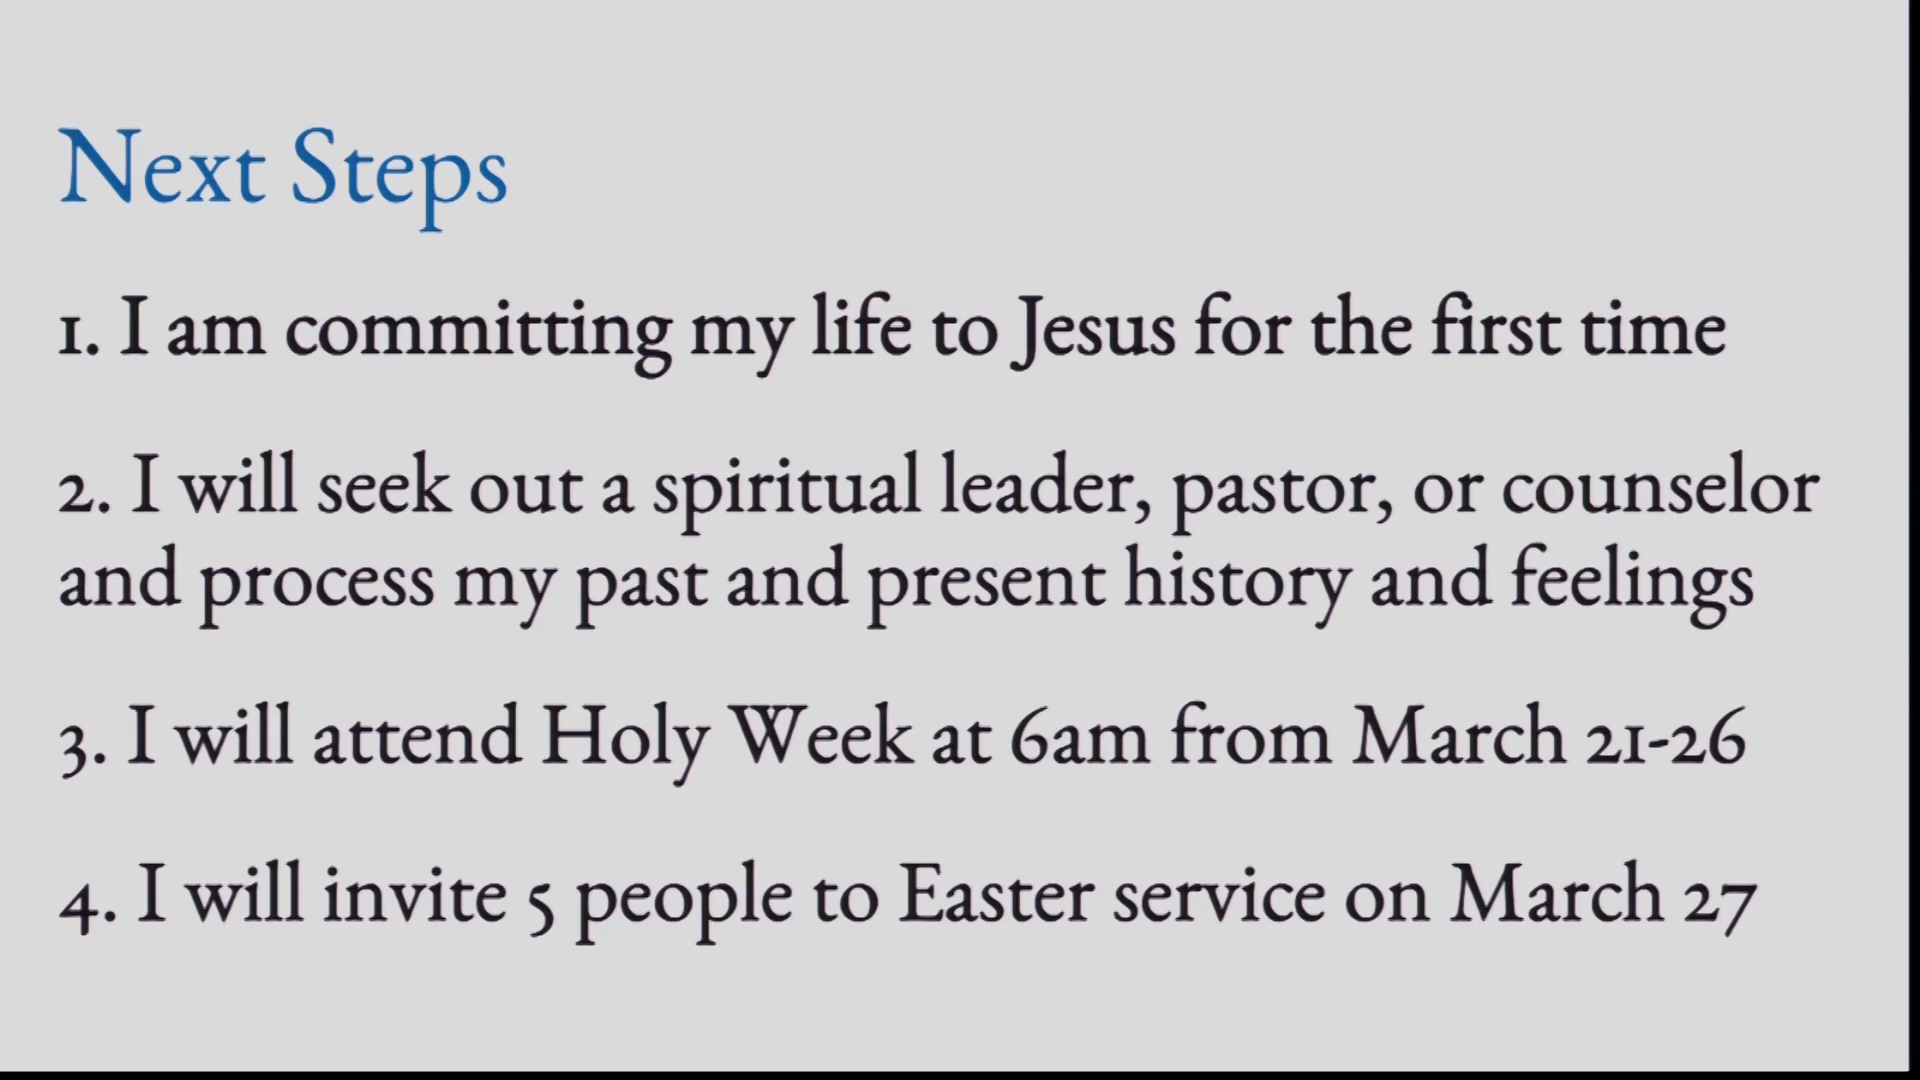 Next Steps
1. I am committing my life to Jesus for the first time
2. I will seek out a spiritual leader, pastor, or counselor
and process my past and present history and feelings
3. I will attend Holy Week at 6am from March 21-26
4. I will invite 5 people to Easter service on March 27